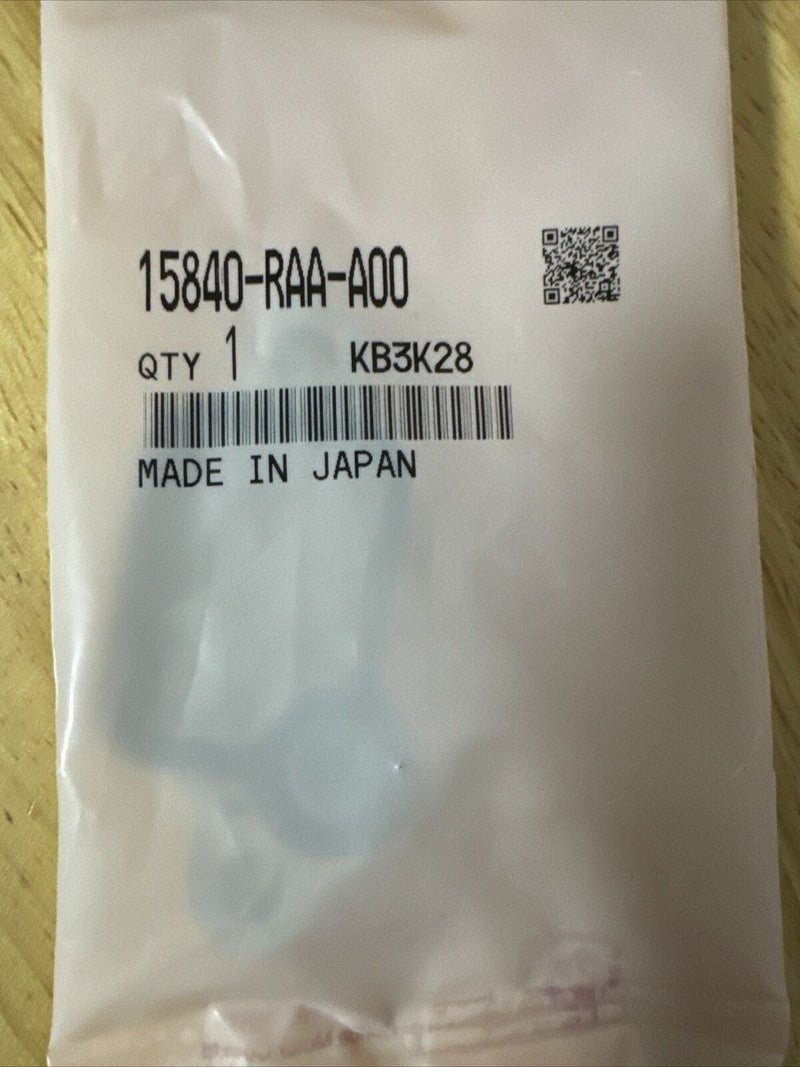 15840-RAA-A00
QTY 1 KB3K28
MADE IN JAPAN